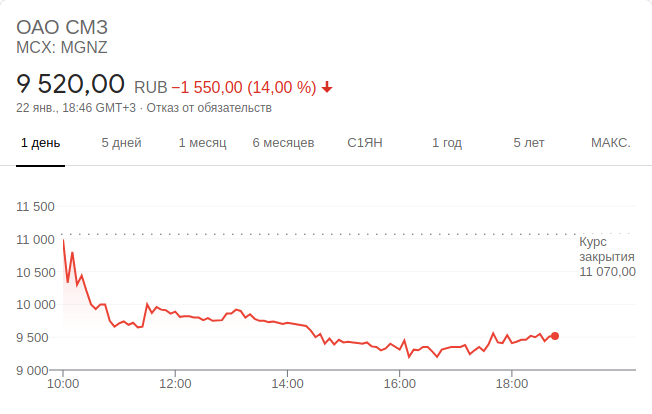 ОАО СМЗ
MCX: MGNZ
9 520,00 RUB −1 550,00 (14,00 %)
22 янв., 18:46 GMT+3 · Отказ от обязательств
1 день 5 дней 1 месяц 6 месяцев С1ЯН 1 год 5 лет МАКС.
11 500
11 000
10 500
10 000
9 500
9 000
Курс
закрытия
11 070,00
10:00 12:00 14:00 16:00 18:00